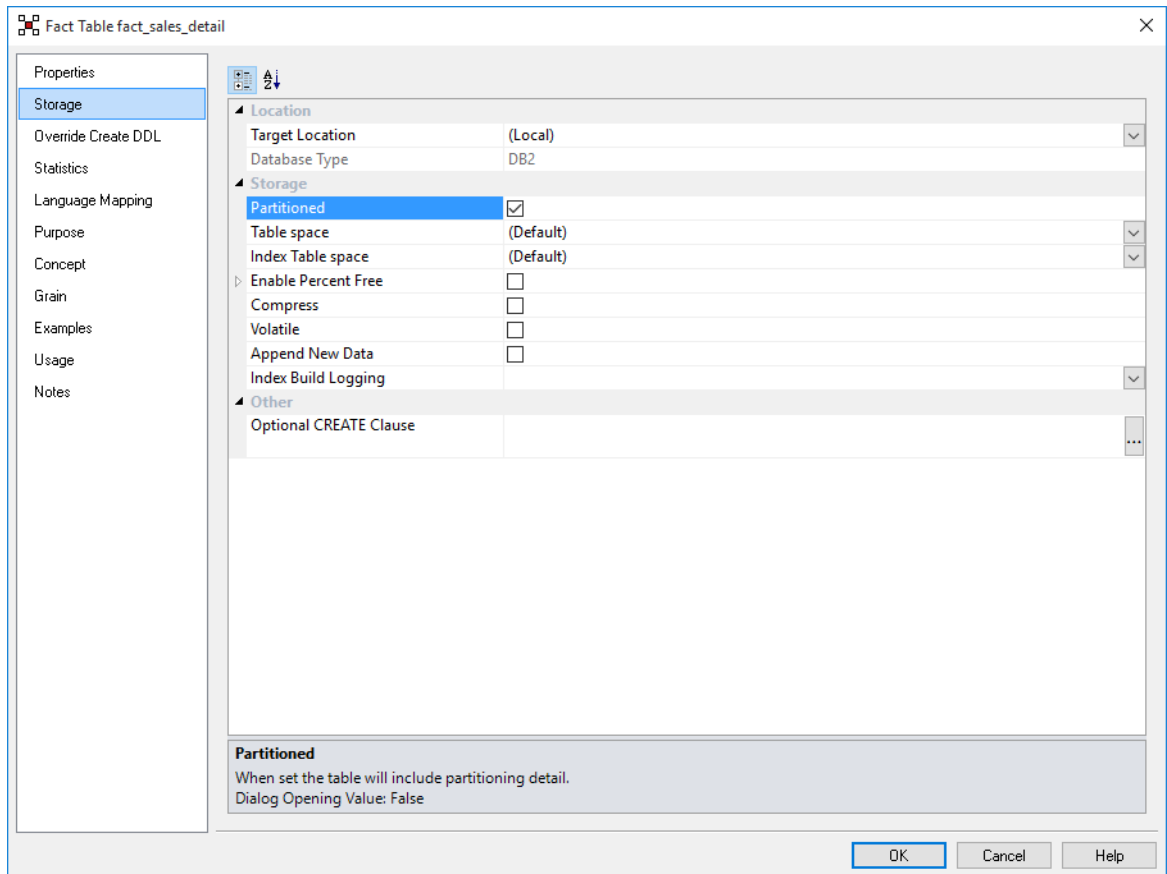 Fact Table fact_sales_detail
Properties
Storage
Override Create DDL
Statistics
Language Mapping
Purpose
Concept
Grain
Examples
Usage
Notes
Location
Target Location (Local)
Database Type DB2
Storage
Partitioned
Table space (Default)
Index Table space (Default)
Enable Percent Free
Compress
Volatile
Append New Data
Index Build Logging
Other
Optional CREATE Clause
...
Partitioned
When set the table will include partitioning detail.
Dialog Opening Value: False
OK Cancel Help